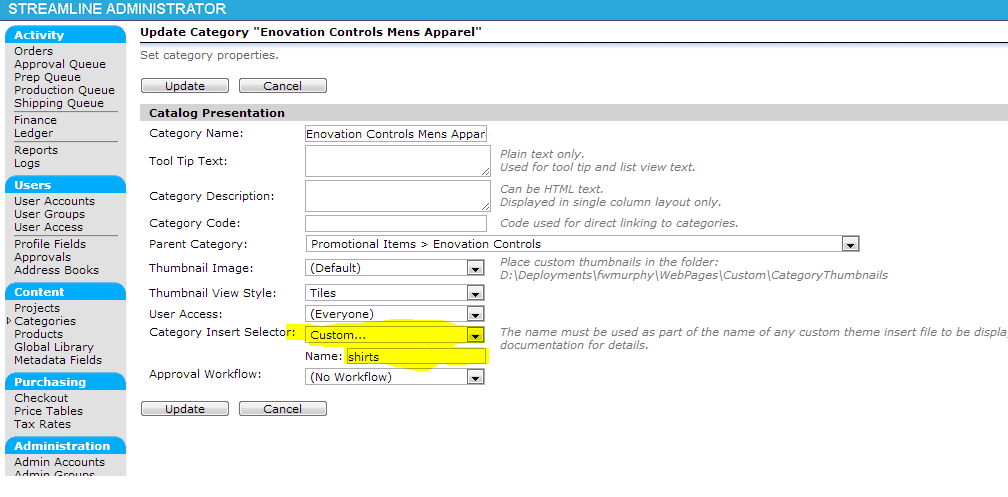 STREAMLINE ADMINISTRATOR
Activity
Orders
Approval Queue
Prep Queue
Production Queue
Shipping Queue
Finance
Ledger
Reports
Logs
Users
User Accounts
User Groups
User Access
Profile Fields
Approvals
Address Books
Content
Projects
Categories
Products
Global Library
Metadata Fields
Purchasing
Checkout
Price Tables
Tax Rates
Administration
Admin Accounts
Admin Groups
Update Category "Enovation Controls Mens Apparel"
Set category properties.
Update Cancel
Catalog Presentation
Category Name: Enovation Controls Mens Appar
Tool Tip Text: Plain text only.
Used for tool tip and list view text.
Category Description: Can be HTML text.
Displayed in single column layout only.
Category Code: Code used for direct linking to categories.
Parent Category: Promotional Items > Enovation Controls
Thumbnail Image: (Default) Place custom thumbnails in the folder:
D:\Deployments\fwmurphy\WebPages\Custom\CategoryThumbnails
Thumbnail View Style: Tiles
User Access: (Everyone)
Category Insert Selector: Custom... The name must be used as part of the name of any custom theme insert file to be displa
documentation for details.
Name: shirts
Approval Workflow: (No Workflow)
Update Cancel